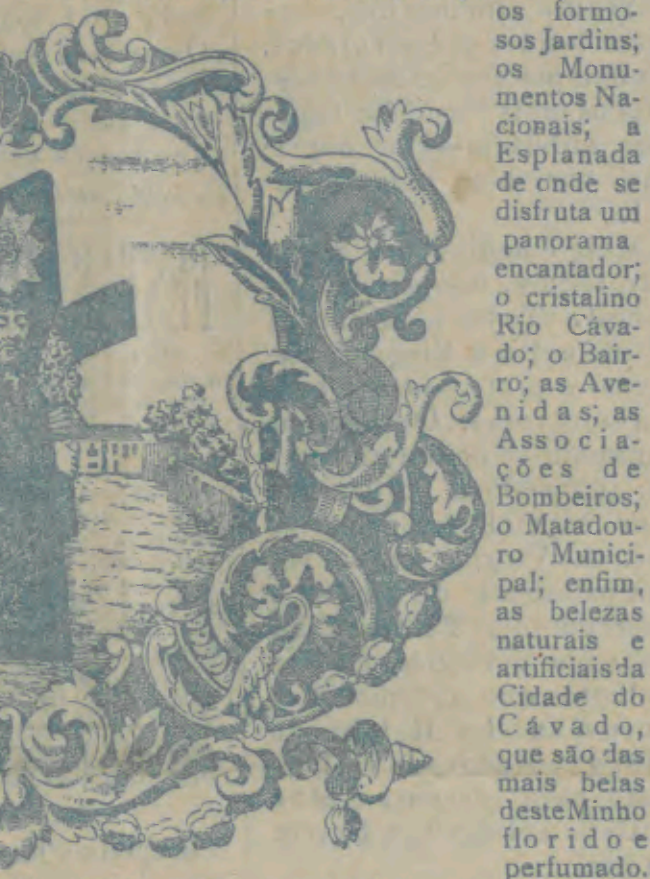 os formo-
sos Jardins;
os Monu-
mentos Na-
cionais; a
Esplanada
de onde se
disfruta um
panorama
encantador;
o cristalino
Rio Cáva-
do; o Bair-
ro; as Ave-
nidas; as
Associa-
ções de
Bombeiros;
o Matadou-
ro Munici-
pal; enfim,
as belezas
naturais e
artificiais da
Cidade do
Cávado,
que são das
mais belas
deste Minho
florido e
perfumado.